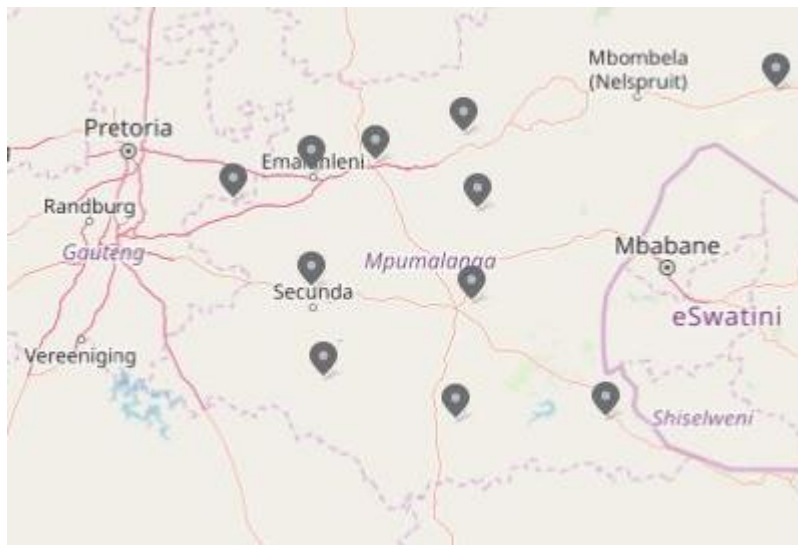 Mbombela
(Nelspruit)
Pretoria
Emalahleni
Randburg
Gauteng
Mpumalanga
Mbabane
Secunda
eSwatini
Vereeniging
Shiselweni